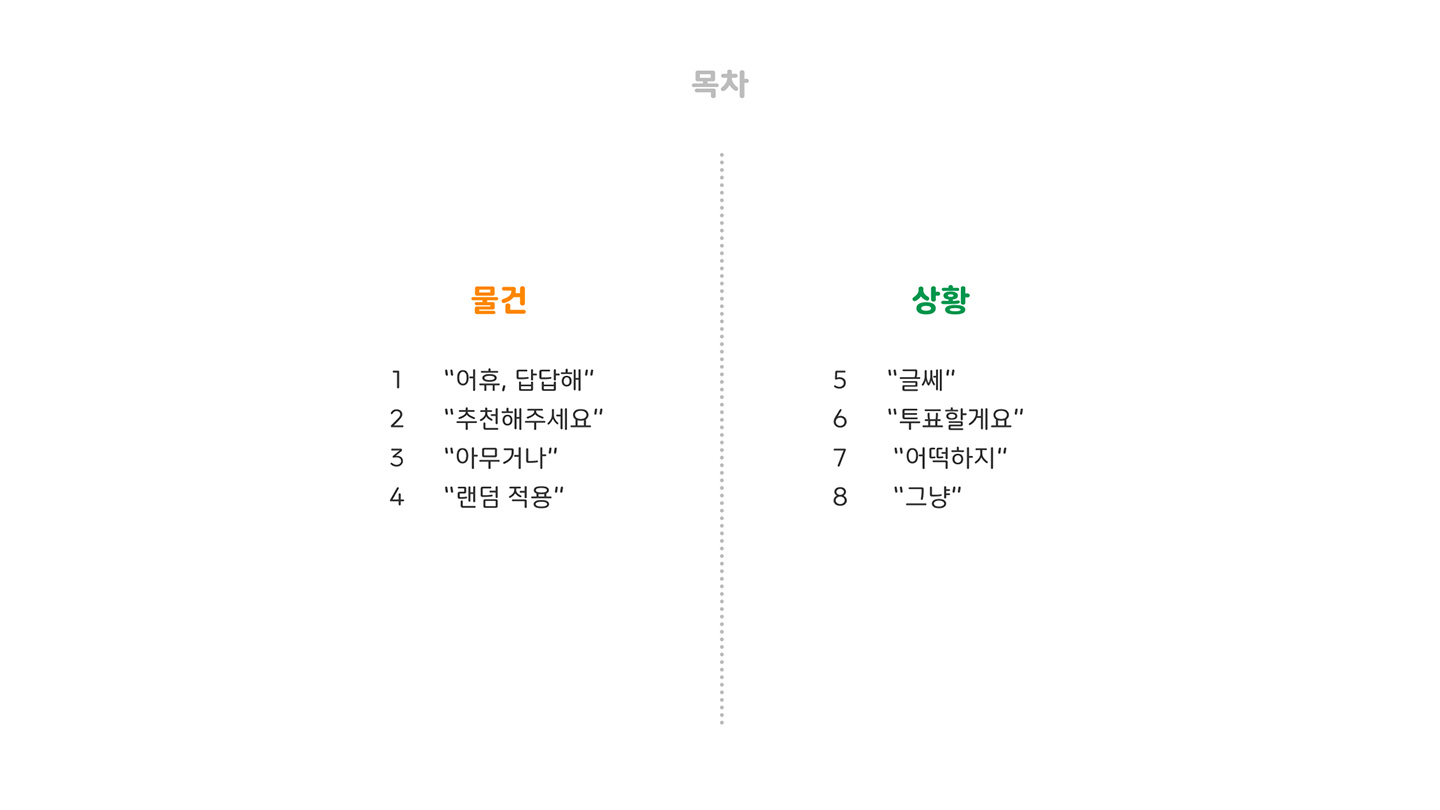 목차
물건
1 “어휴, 답답해”
2 “추천해주세요”
3 “아무거나”
4 “랜덤 적용”
상황
5 “글쎄”
6 “투표할게요”
7 “어떡하지”
8 “그냥”